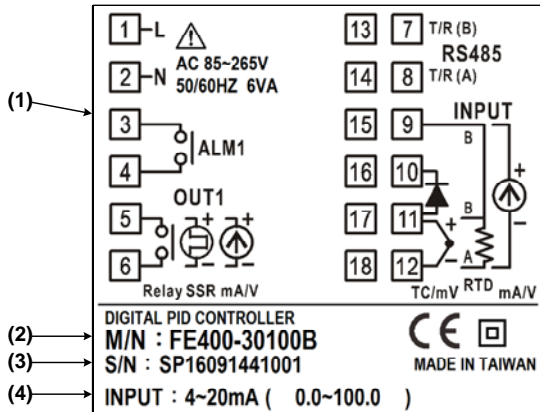 1 L
AC 85~265V
2 N
50/60HZ 6VA
3
4
ALM1
OUT1
5
6
+
-
+
-
Relay SSR mA/V
13 7 T/R (B)
RS485
14 8 T/R (A)
INPUT
15 9
B
16 10
+
B
17 11
+
-
-
18 12
A
TC/mV RTD mA/V
(1)
DIGITAL PID CONTROLLER
(2) M/N : FE400-30100B
CE
(3) S/N : SP16091441001
MADE IN TAIWAN
(4) INPUT : 4~20mA ( 0.0~100.0 )